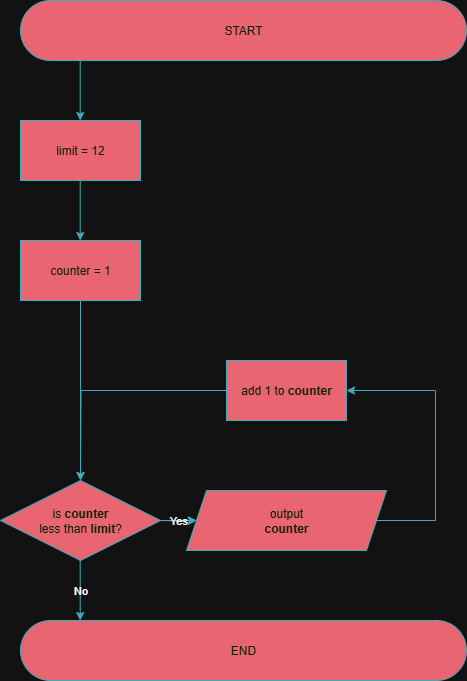 START
limit = 12
counter = 1
add 1 to counter
is counter
less than limit?
Yes
output
counter
No
END